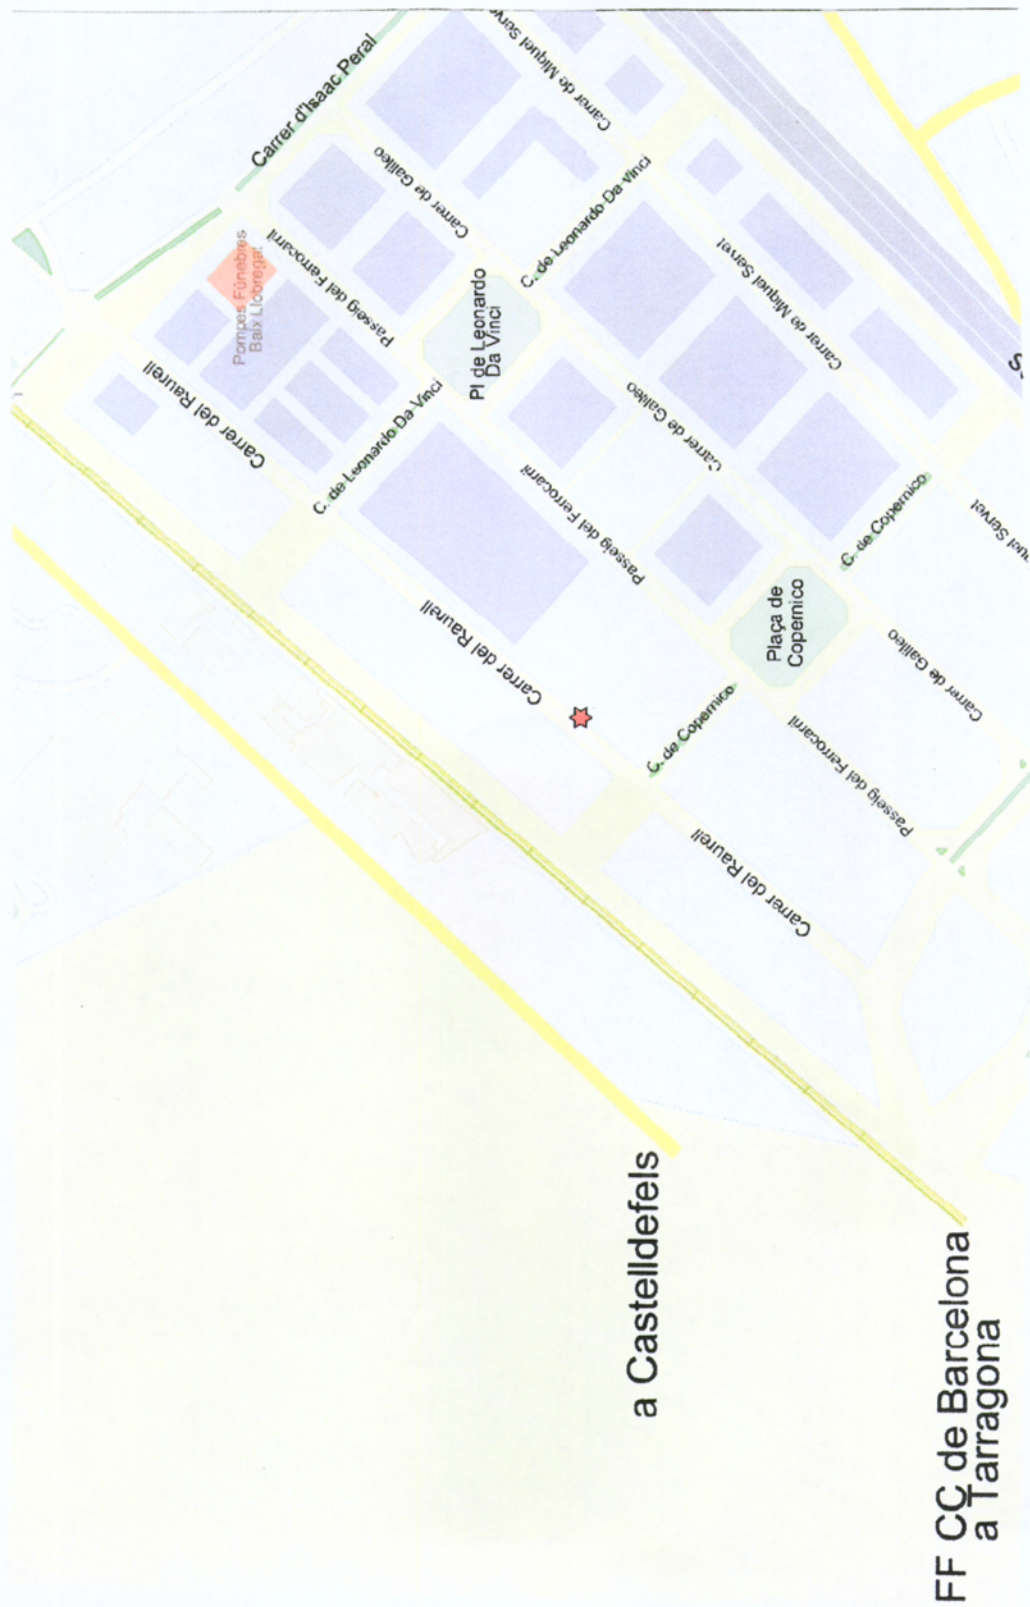 Carrer d'Isaac Peral
Carrer de Miquel Servet
Carrer de Galileo
Pompes Fúnebres
Baix Llobregat
Passeig del Ferrocarril
C. de Leonardo Da Vinci
Carrer del Raurell
Pl de Leonardo
Da Vinci
C. de Leonardo Da Vinci
Carrer de Miquel Servet
Carrer de Galileo
Passeig del Ferrocarril
C. de Copernico
quel Servet
Carrer del Raurell
Plaça de
Copernico
C. de Copernico
Carrer de Galileo
Passeig del Ferrocarril
Carrer del Raurell
a Castelldefels
FF CC de Barcelona
a Tarragona